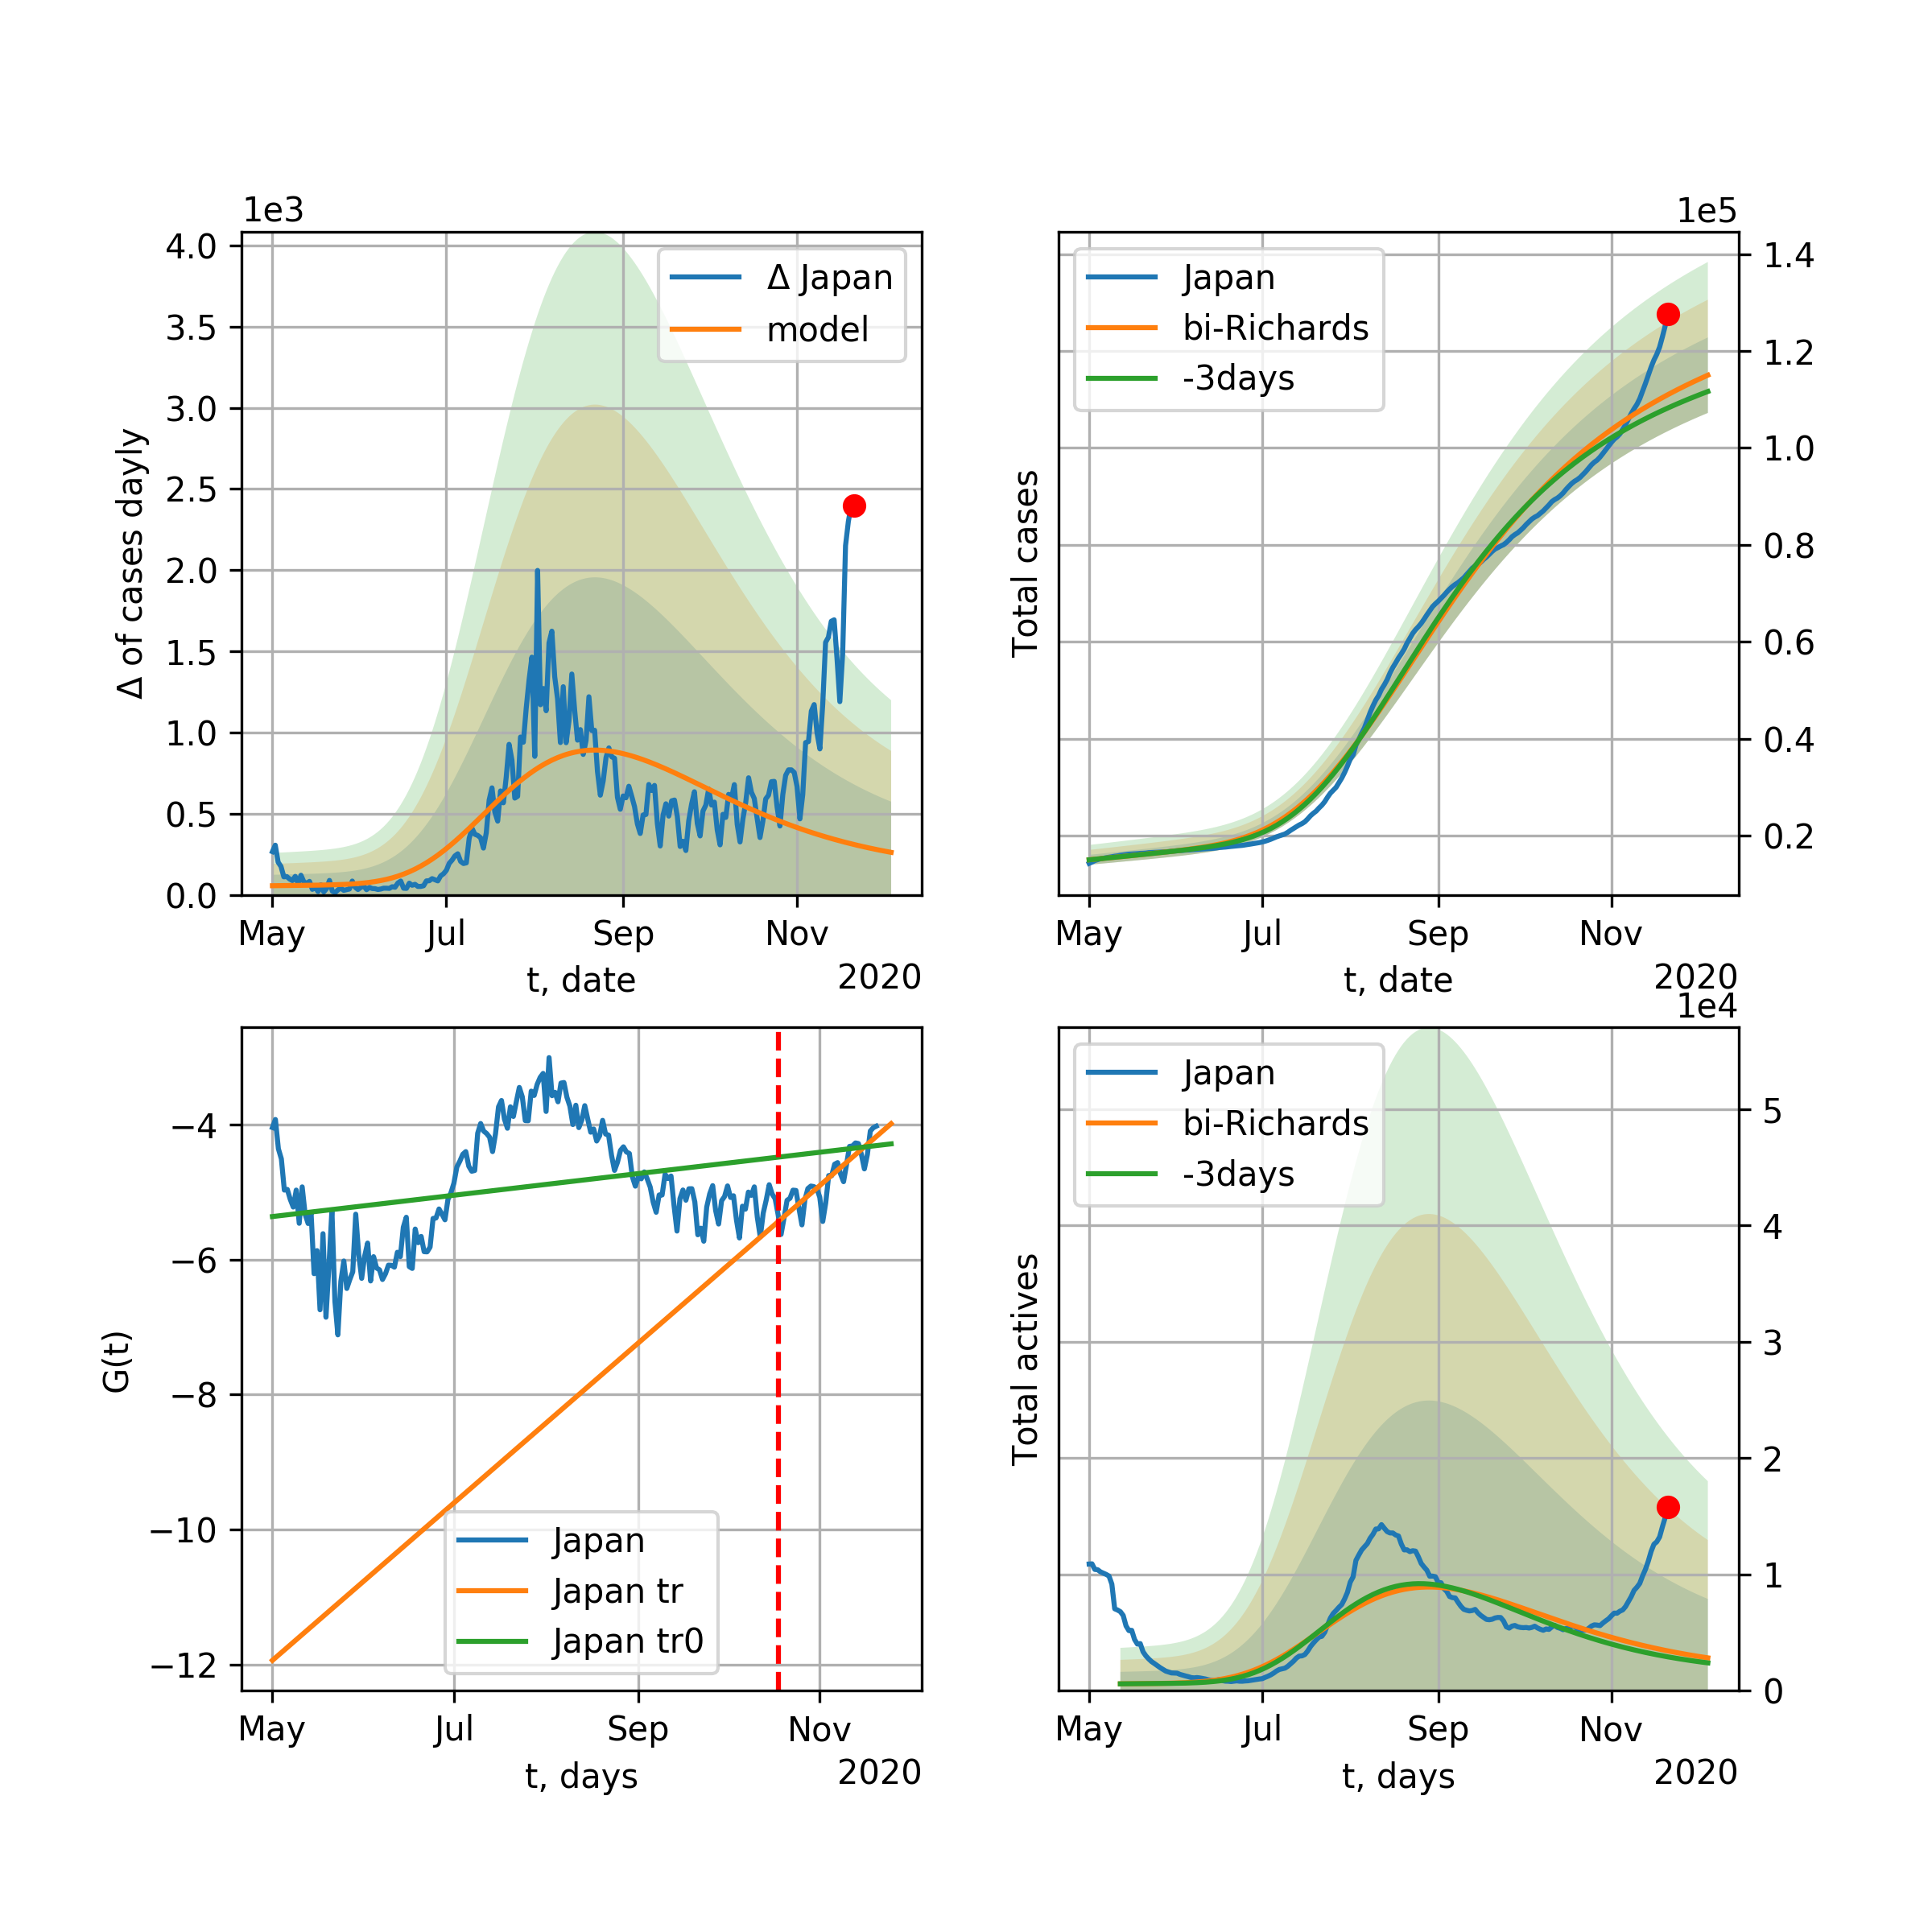 1e3
4.0
3.5
3.0
2.5
2.0
1.5
1.0
0.5
0.0
Δ of cases dayly
Δ Japan
model
May Jul Sep Nov
t, date
2020
1e5
1.4
1.2
1.0
0.8
0.6
0.4
0.2
Total cases
Japan
bi-Richards
-3days
May Jul Sep Nov
t, date
2020
−4
−6
−8
−10
−12
G(t)
Japan
Japan tr
Japan tr0
May Jul Sep Nov
t, days
2020
1e4
5
4
3
2
1
0
Total actives
Japan
bi-Richards
-3days
May Jul Sep Nov
t, days
2020